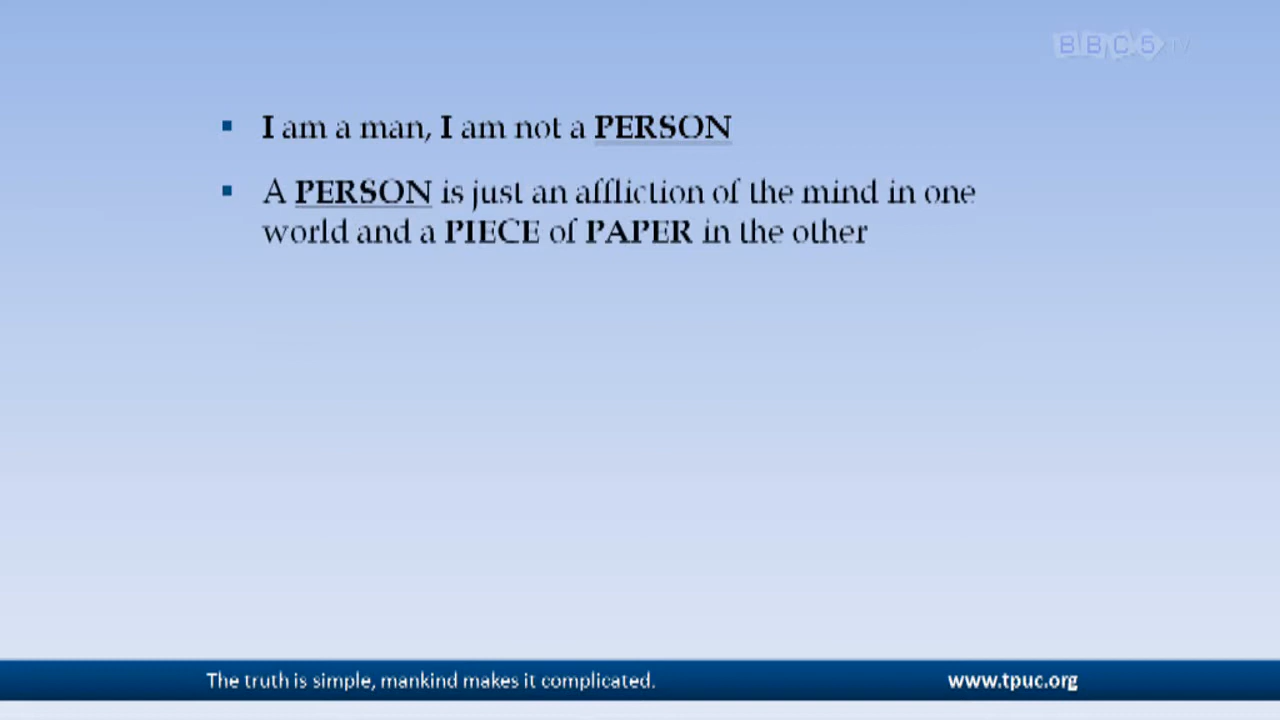 BBC5.TV
I am a man, I am not a PERSON
A PERSON is just an affliction of the mind in one
world and a PIECE of PAPER in the other
The truth is simple, mankind makes it complicated.
www.tpuc.org